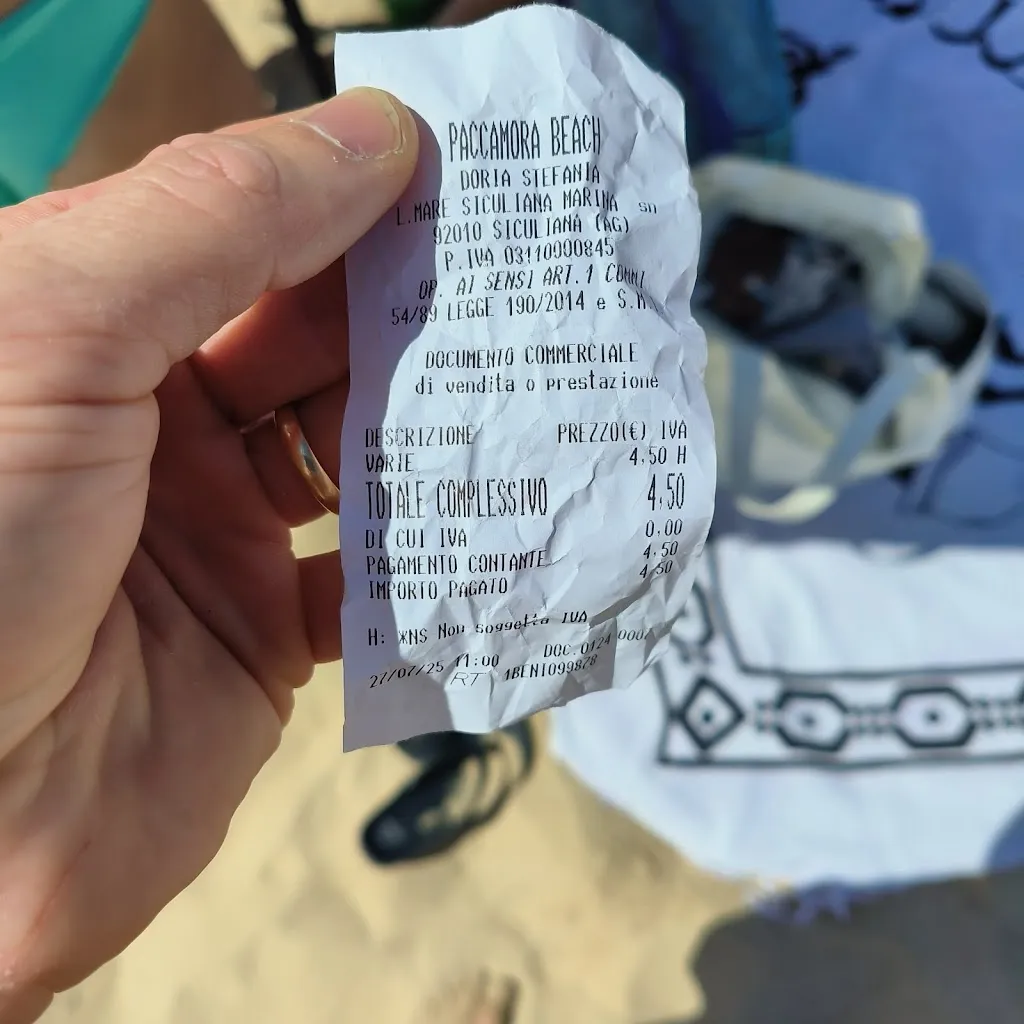 PACCAMORA BEACH
DORIA STEFANIA
L.MARE SICULIANA MARINA sn
92010 SICULIANA (AG)
P.IVA 03110000845
OP. AI SENSI ART.1 COMMI
54/89 LEGGE 190/2014 e S.M.
DOCUMENTO COMMERCIALE
di vendita o prestazione
DESCRIZIONE PREZZO(€) IVA
VARIE 4,50 H
TOTALE COMPLESSIVO 4,50
DI CUI IVA 0,00
PAGAMENTO CONTANTE 4,50
IMPORTO PAGATO 4,50
H: *NS Non soggetta IVA
27/07/25 11:00 DOC.0124
RT 1BENI099878